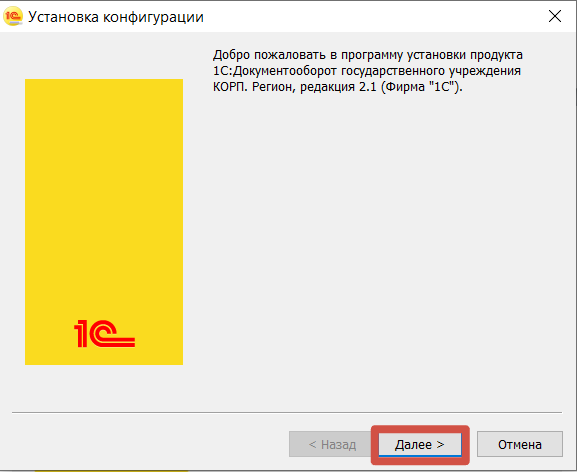 1С Установка конфигурации
Добро пожаловать в программу установки продукта
1С:Документооборот государственного учреждения
КОРП. Регион, редакция 2.1 (Фирма "1С").
1С
< Назад Далее > Отмена